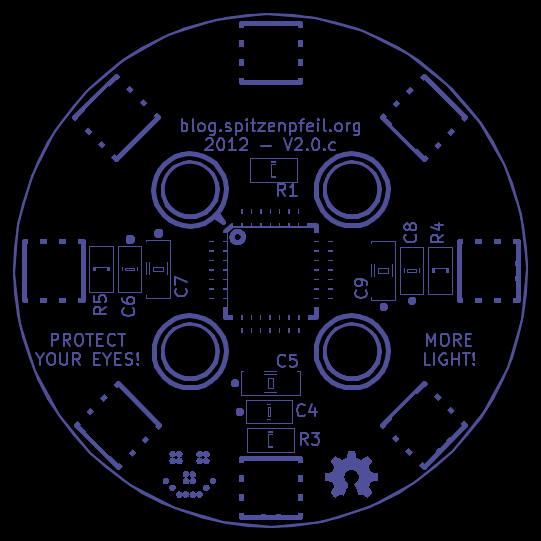 blog.spitzenpfeil.org
2012 – V2.0.c
R1
C8
R4
R5
C6
C7
C9
PROTECT
YOUR EYES!
MORE
LIGHT!
C5
C4
R3